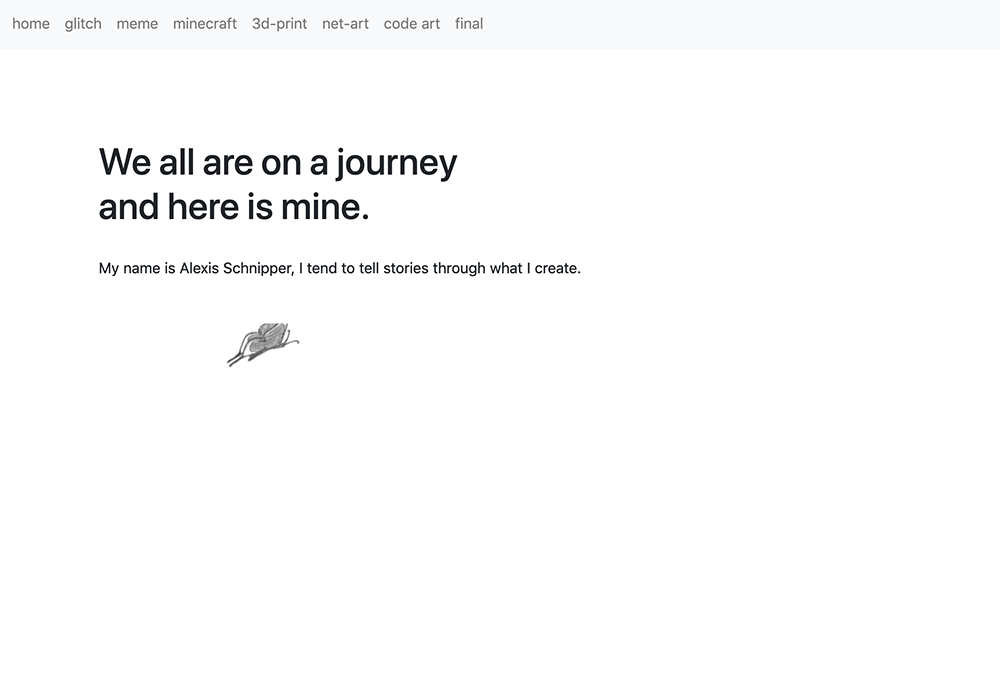 home glitch meme minecraft 3d-print net-art code art final
We all are on a journey
and here is mine.
My name is Alexis Schnipper, I tend to tell stories through what I create.